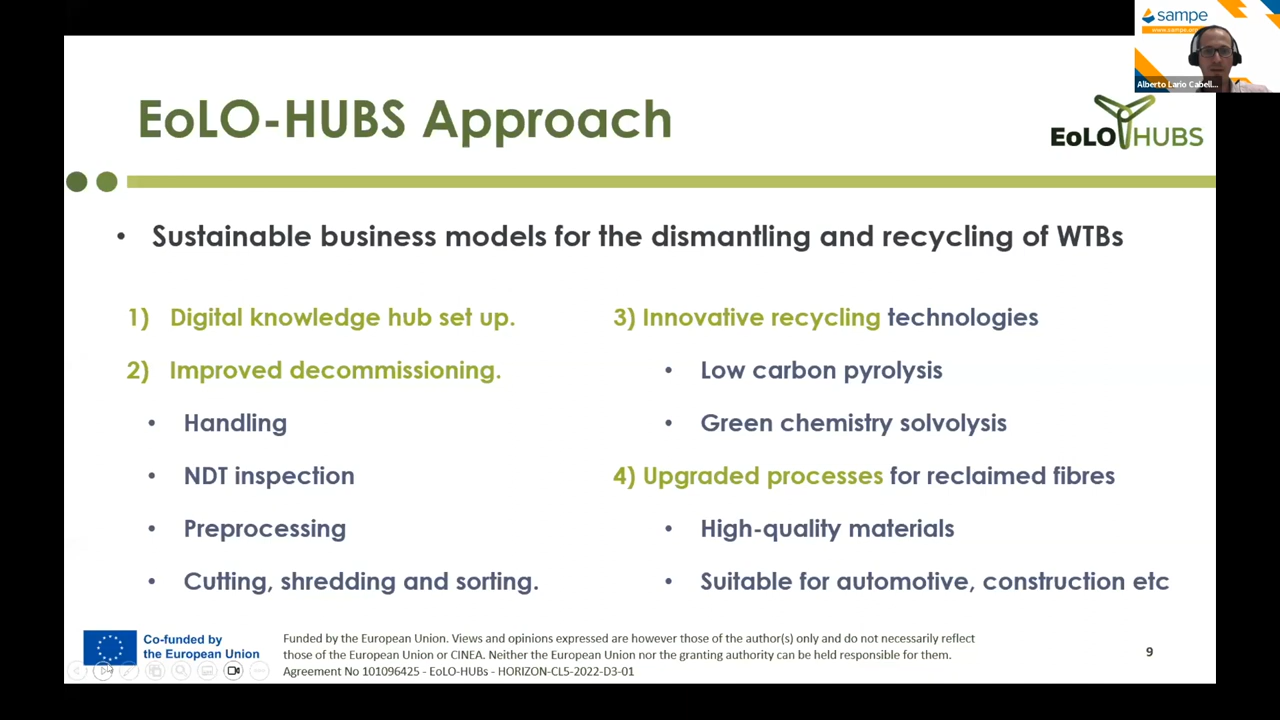 sampe
EoLO-HUBS Approach
Alberto Lario Cabell...
EoLO HUBS
• Sustainable business models for the dismantling and recycling of WTBs
1) Digital knowledge hub set up.
2) Improved decommissioning.
• Handling
• NDT inspection
• Preprocessing
• Cutting, shredding and sorting.
3) Innovative recycling technologies
• Low carbon pyrolysis
• Green chemistry solvolysis
4) Upgraded processes for reclaimed fibres
• High-quality materials
• Suitable for automotive, construction etc
Co-funded by
the European Union
Funded by the European Union. Views and opinions expressed are however those of the author(s) only and do not necessarily reflect
those of the European Union or CINEA. Neither the European Union nor the granting authority can be held responsible for them.
Agreement No 101096425 - EoLO-HUBs - HORIZON-CL5-2022-D3-01
9